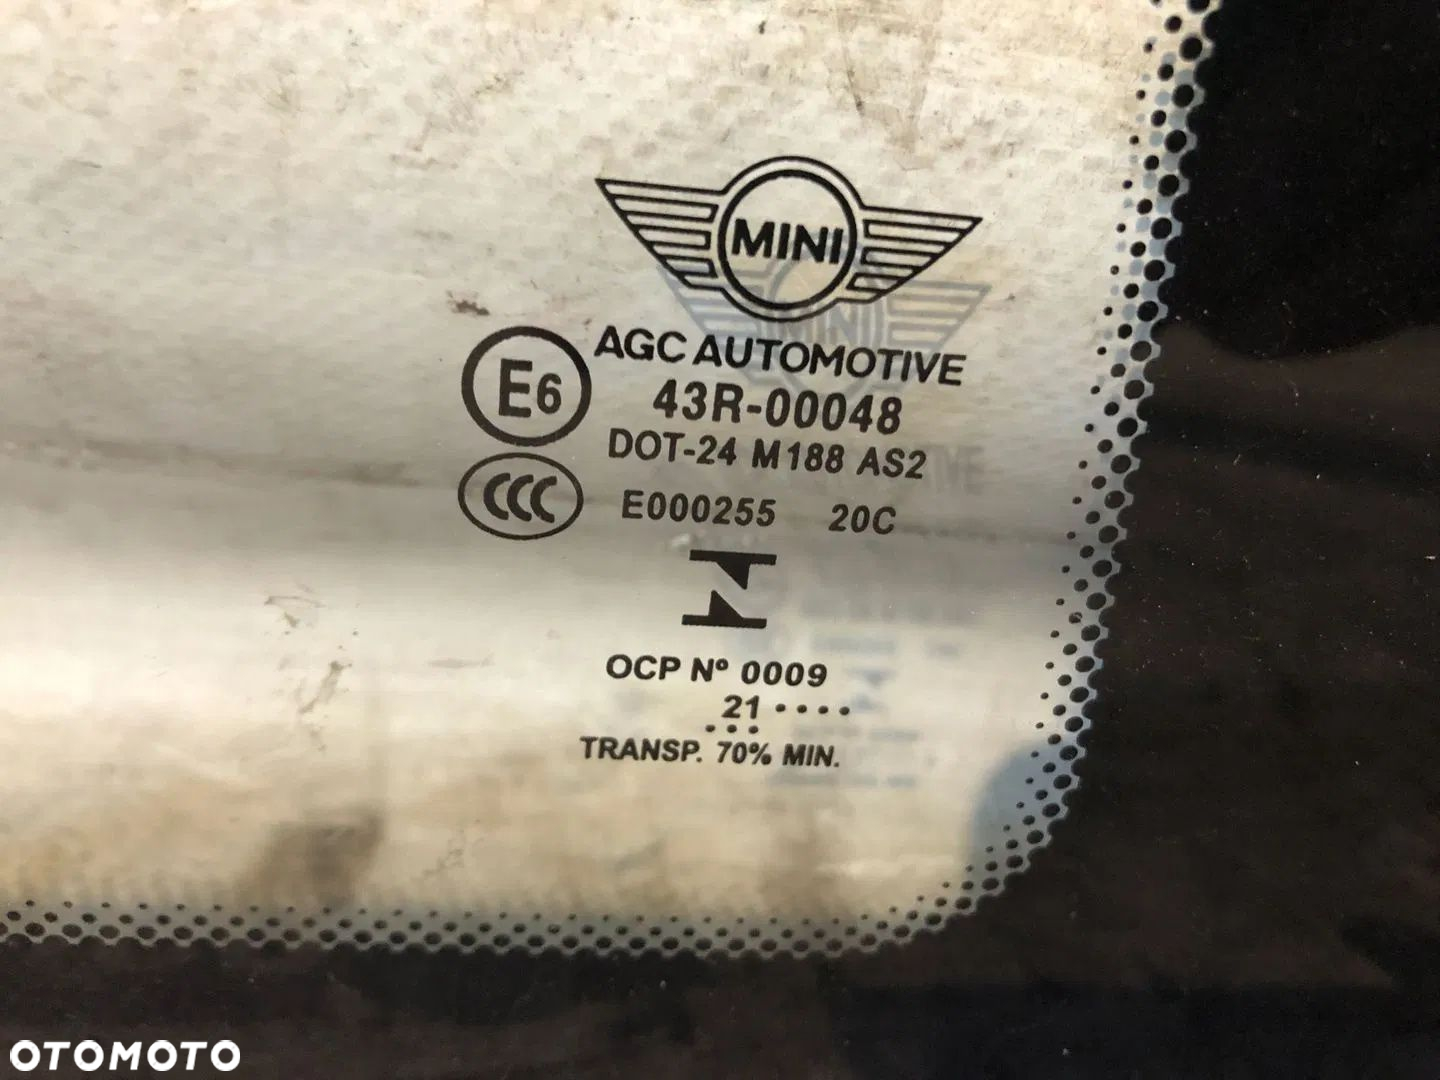 MINI
AGC AUTOMOTIVE
E6 43R-00048
DOT-24 M188 AS2
CCC E000255 20C
OCP Nº 0009
21 ....
...
TRANSP. 70% MIN.
OTOMOTO